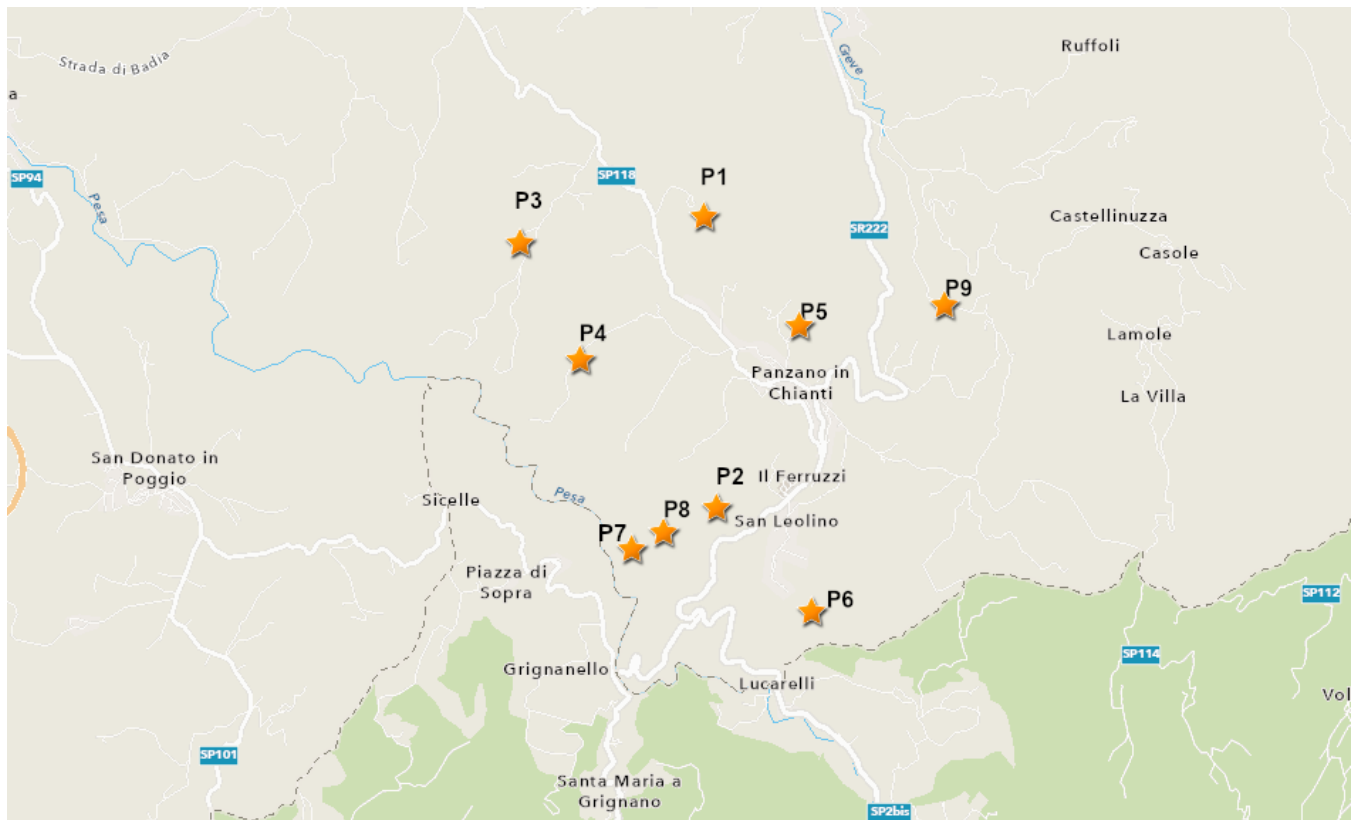 Ruffoli
Greve
Strada di Badia
a
SP94
SP118
P1
P3
Pesa
Castellinuzza
SR222
Casole
P9
P5
P4
Lamole
Panzano in
Chianti
La Villa
San Donato in
Poggio
Il Ferruzzi
P2
Pesa
Sicelle
P8
San Leolino
P7
Piazza di
Sopra
SP112
P6
Grignanello
SP114
Lucarelli
Vol
SP101
Santa Maria a
Grignano
SP2bis